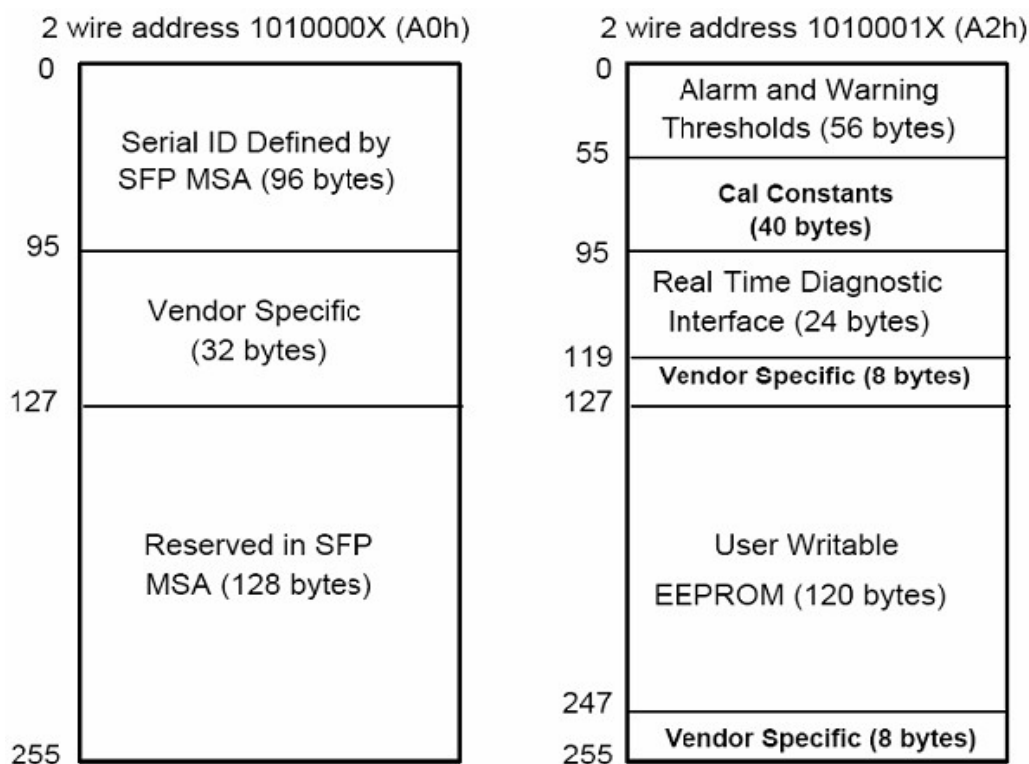 2 wire address 1010000X (A0h)
0
Serial ID Defined by
SFP MSA (96 bytes)
95
Vendor Specific
(32 bytes)
127
Reserved in SFP
MSA (128 bytes)
255
2 wire address 1010001X (A2h)
0
Alarm and Warning
Thresholds (56 bytes)
55
Cal Constants
(40 bytes)
95
Real Time Diagnostic
Interface (24 bytes)
119
Vendor Specific (8 bytes)
127
User Writable
EEPROM (120 bytes)
247
Vendor Specific (8 bytes)
255